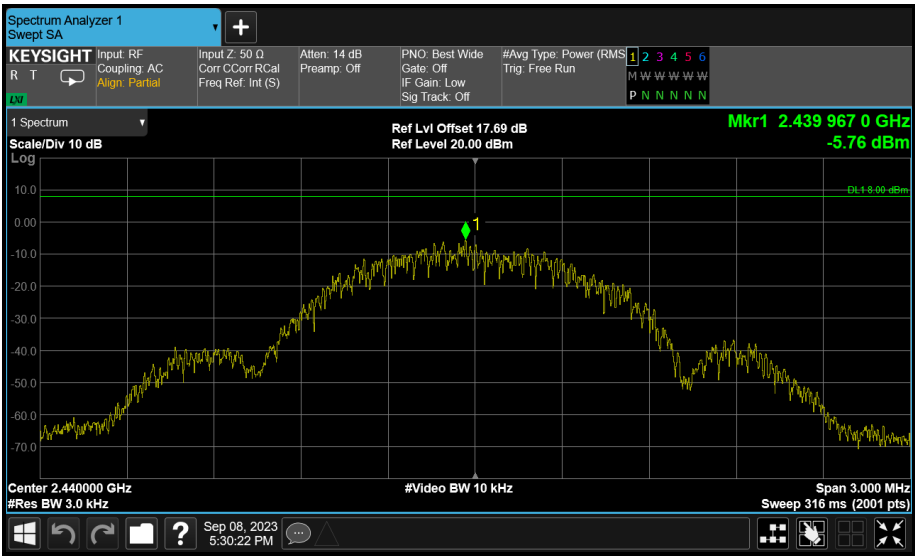 Spectrum Analyzer 1
Swept SA
+
KEYSIGHT Input: RF Input Z: 50 Ω Atten: 14 dB PNO: Best Wide #Avg Type: Power (RMS 1 2 3 4 5 6
R T Coupling: AC Corr CCorr RCal Preamp: Off Gate: Off Trig: Free Run M W W W W W
Align: Partial Freq Ref: Int (S) IF Gain: Low P N N N N N
LXI Sig Track: Off
1 Spectrum Ref Lvl Offset 17.69 dB Mkr1 2.439 967 0 GHz
Scale/Div 10 dB Ref Level 20.00 dBm -5.76 dBm
Log
10.0 DL1 8.00 dBm
0.00 1
-10.0
-20.0
-30.0
-40.0
-50.0
-60.0
-70.0
Center 2.440000 GHz #Video BW 10 kHz Span 3.000 MHz
#Res BW 3.0 kHz Sweep 316 ms (2001 pts)
? Sep 08, 2023
5:30:22 PM